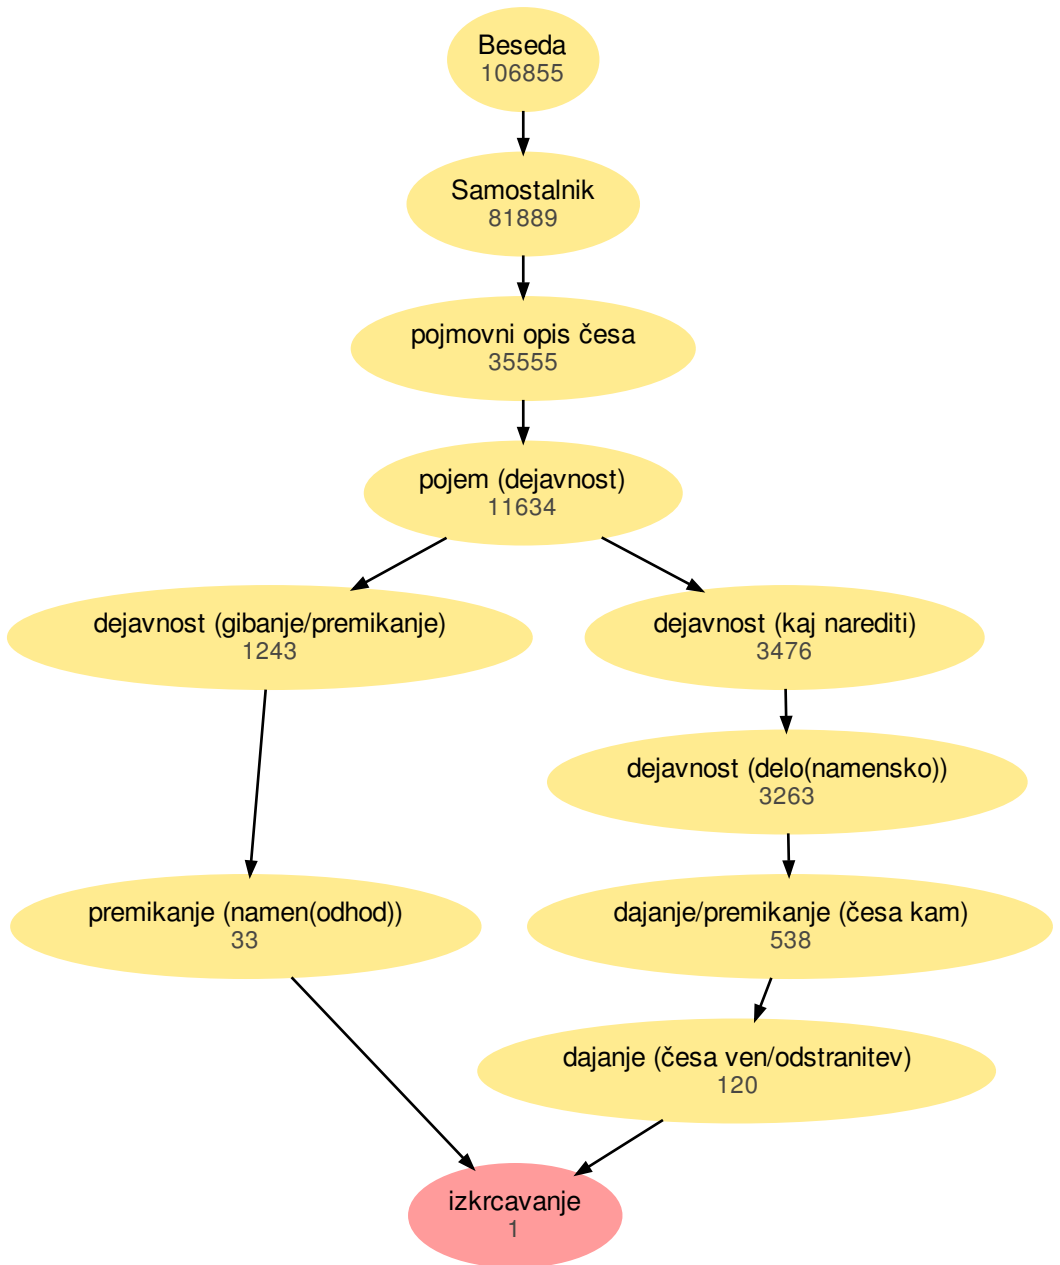 Beseda
106855
Samostalnik
81889
pojmovni opis česa
35555
pojem (dejavnost)
11634
dejavnost (gibanje/premikanje)
1243
dejavnost (kaj narediti)
3476
dejavnost (delo(namensko))
3263
premikanje (namen(odhod))
33
dajanje/premikanje (česa kam)
538
dajanje (česa ven/odstranitev)
120
izkrcavanje
1